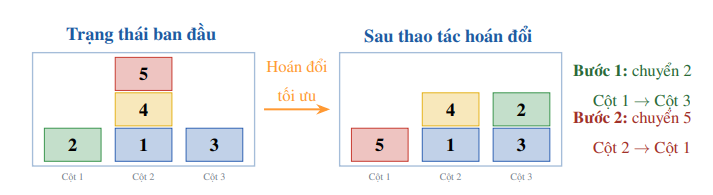 Trạng thái ban đầu
5
4
2
1
3
Cột 1
Cột 2
Cột 3
Hoán đổi
tối ưu
Sau thao tác hoán đổi
4
2
5
1
3
Cột 1
Cột 2
Cột 3
Bước 1: chuyển 2
Cột 1 → Cột 3
Bước 2: chuyển 5
Cột 2 → Cột 1